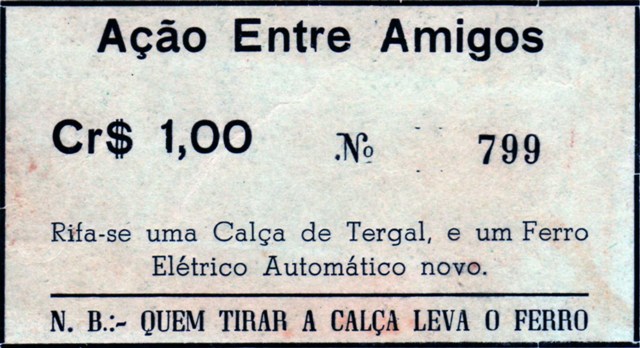 Ação Entre Amigos
Cr$ 1,00 Nº 799
Rifa-se uma Calça de Tergal, e um Ferro
Elétrico Automático novo.
N. B.:- QUEM TIRAR A CALÇA LEVA O FERRO